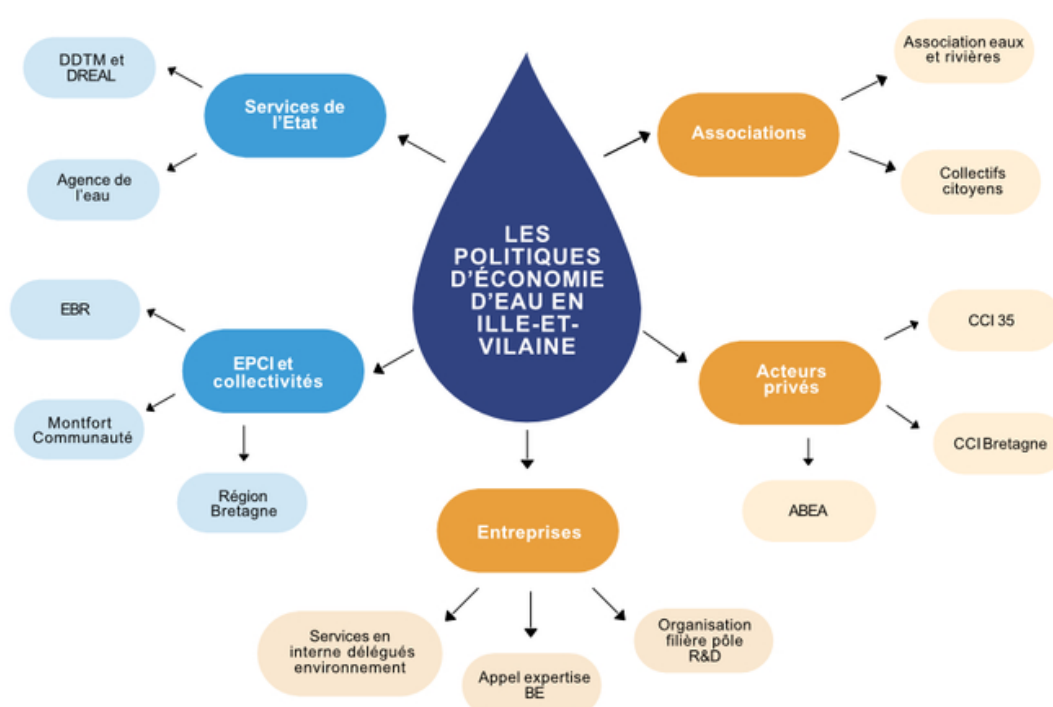 LES
POLITIQUES
D'ÉCONOMIE
D'EAU EN
ILLE-ET-
VILAINE
Services de
l'Etat
DDTM et
DREAL
Agence de
l'eau
EPCI et
collectivités
EBR
Montfort
Communauté
Région
Bretagne
Entreprises
Services en
interne délégués
environnement
Appel expertise
BE
Organisation
filière pôle
R&D
Associations
Association eaux
et rivières
Collectifs
citoyens
Acteurs
privés
CCI 35
CCI Bretagne
ABEA